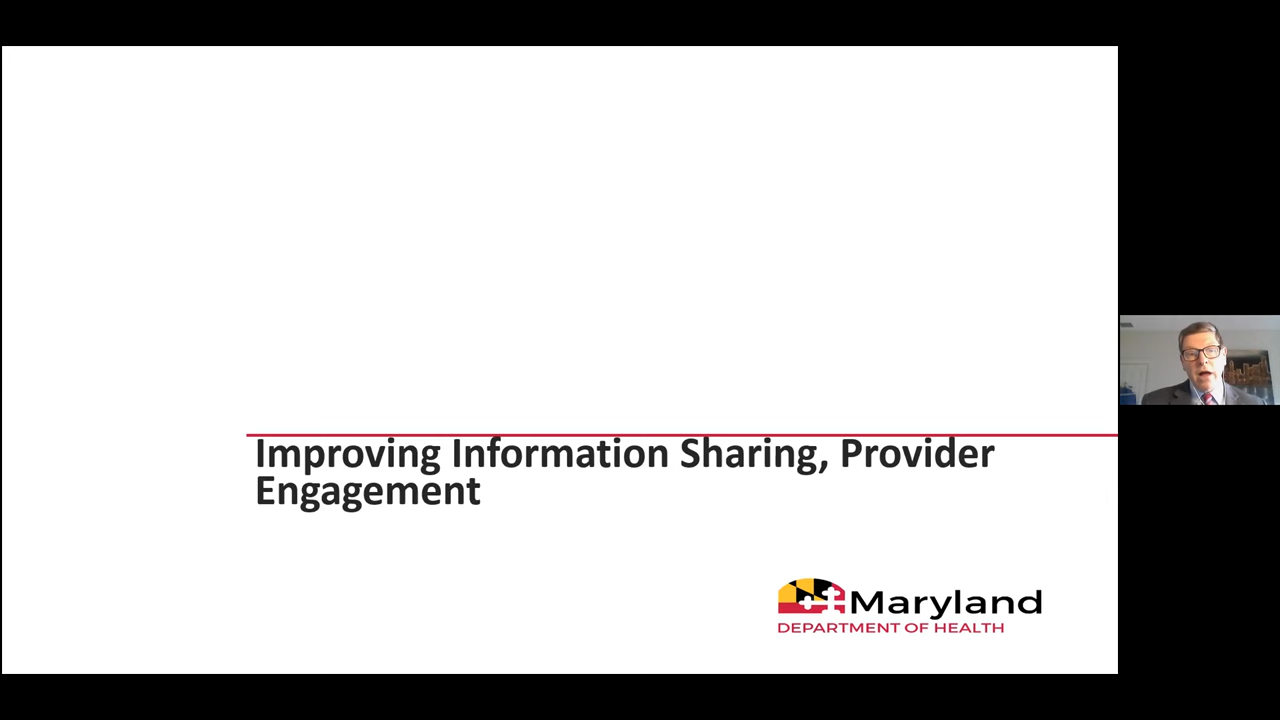 Improving Information Sharing, Provider
Engagement
Maryland
DEPARTMENT OF HEALTH